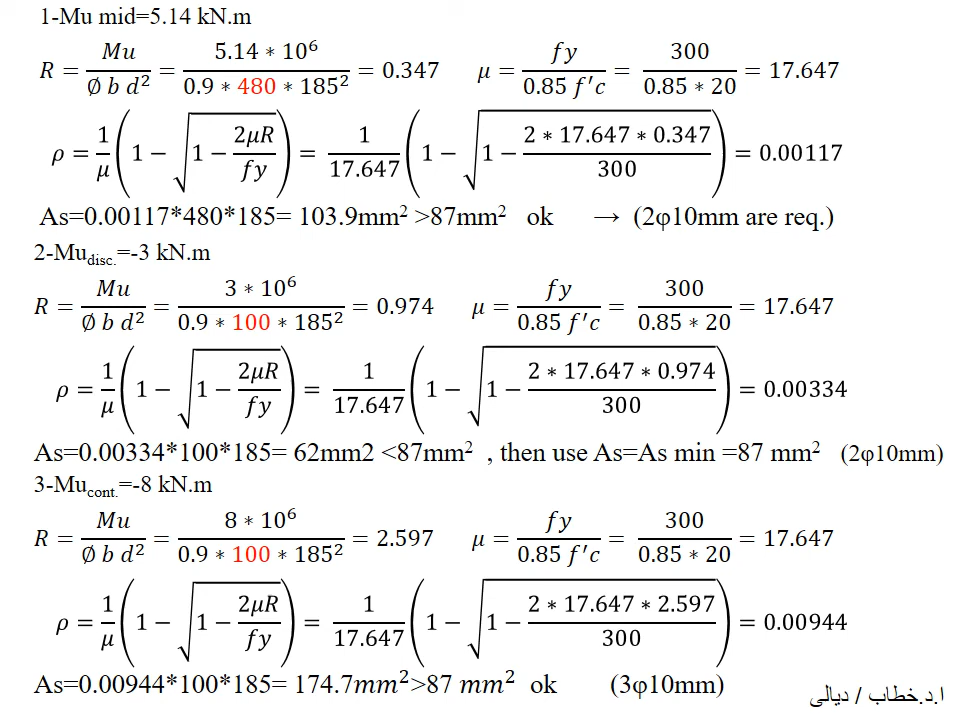 1-Mu mid=5.14 kN.m
R = Mu / ∅ b d² = 5.14 ∗ 10⁶ / 0.9 ∗ 480 ∗ 185² = 0.347 μ = fy / 0.85 f′c = 300 / 0.85 ∗ 20 = 17.647
ρ = 1/μ (1 − √(1 − 2μR/fy)) = 1/17.647 (1 − √(1 − 2 ∗ 17.647 ∗ 0.347/300)) = 0.00117
As=0.00117*480*185= 103.9mm² >87mm² ok → (2φ10mm are req.)
2-Mu_disc.=-3 kN.m
R = Mu / ∅ b d² = 3 ∗ 10⁶ / 0.9 ∗ 100 ∗ 185² = 0.974 μ = fy / 0.85 f′c = 300 / 0.85 ∗ 20 = 17.647
ρ = 1/μ (1 − √(1 − 2μR/fy)) = 1/17.647 (1 − √(1 − 2 ∗ 17.647 ∗ 0.974/300)) = 0.00334
As=0.00334*100*185= 62mm2 <87mm² , then use As=As min =87 mm² (2φ10mm)
3-Mu_cont.=-8 kN.m
R = Mu / ∅ b d² = 8 ∗ 10⁶ / 0.9 ∗ 100 ∗ 185² = 2.597 μ = fy / 0.85 f′c = 300 / 0.85 ∗ 20 = 17.647
ρ = 1/μ (1 − √(1 − 2μR/fy)) = 1/17.647 (1 − √(1 − 2 ∗ 17.647 ∗ 2.597/300)) = 0.00944
As=0.00944*100*185= 174.7mm²>87 mm² ok (3φ10mm)
ا.د.خطاب / ديالى